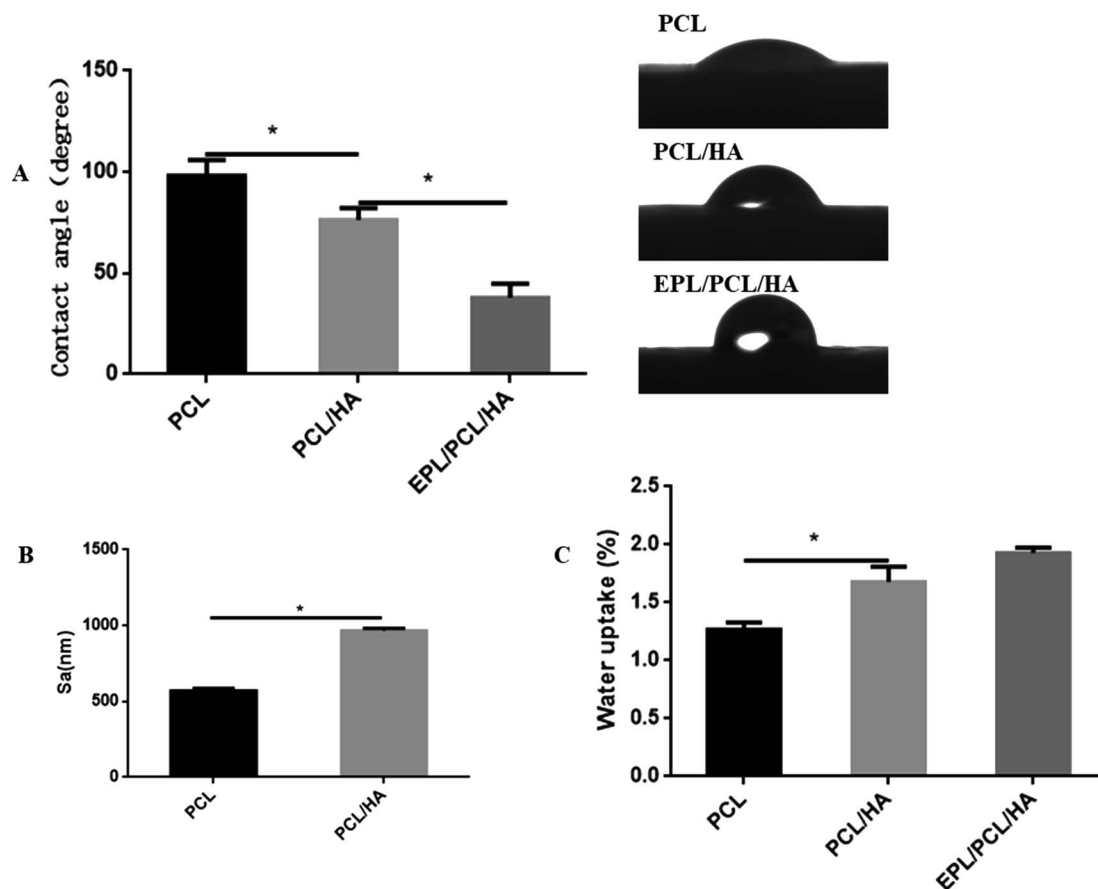 A
Contact angle (degree)
150
100
50
0
*
*
PCL
PCL/HA
EPL/PCL/HA
PCL
PCL/HA
EPL/PCL/HA
B
Sa(nm)
1500
1000
500
0
*
PCL
PCL/HA
C
Water uptake (%)
2.5
2.0
1.5
1.0
0.5
0.0
*
PCL
PCL/HA
EPL/PCL/HA